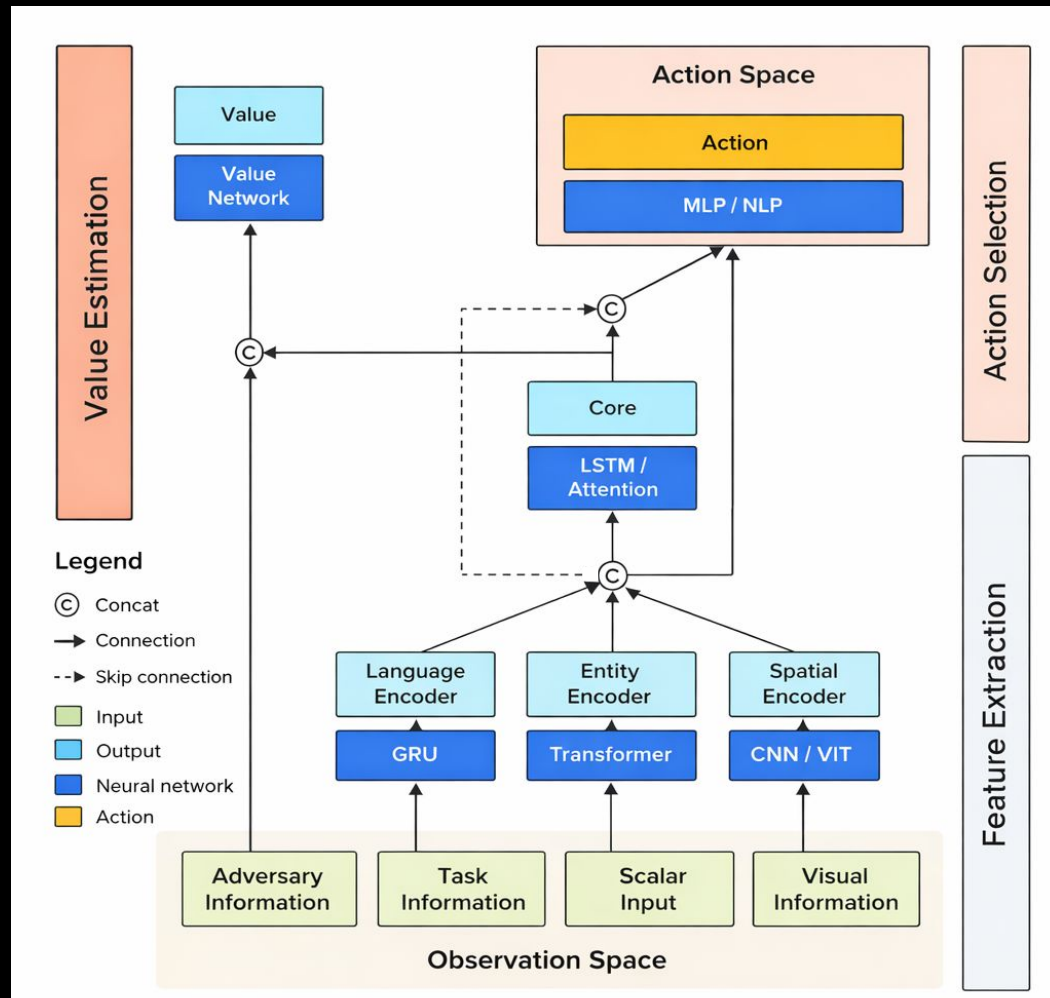 Value Estimation
Value
Value
Network
Action Space
Action
MLP / NLP
Action Selection
C
C
Core
LSTM /
Attention
C
Legend
C Concat
Connection
Skip connection
Input
Output
Neural network
Action
Language
Encoder
Entity
Encoder
Spatial
Encoder
GRU
Transformer
CNN / VIT
Feature Extraction
Adversary
Information
Task
Information
Scalar
Input
Visual
Information
Observation Space